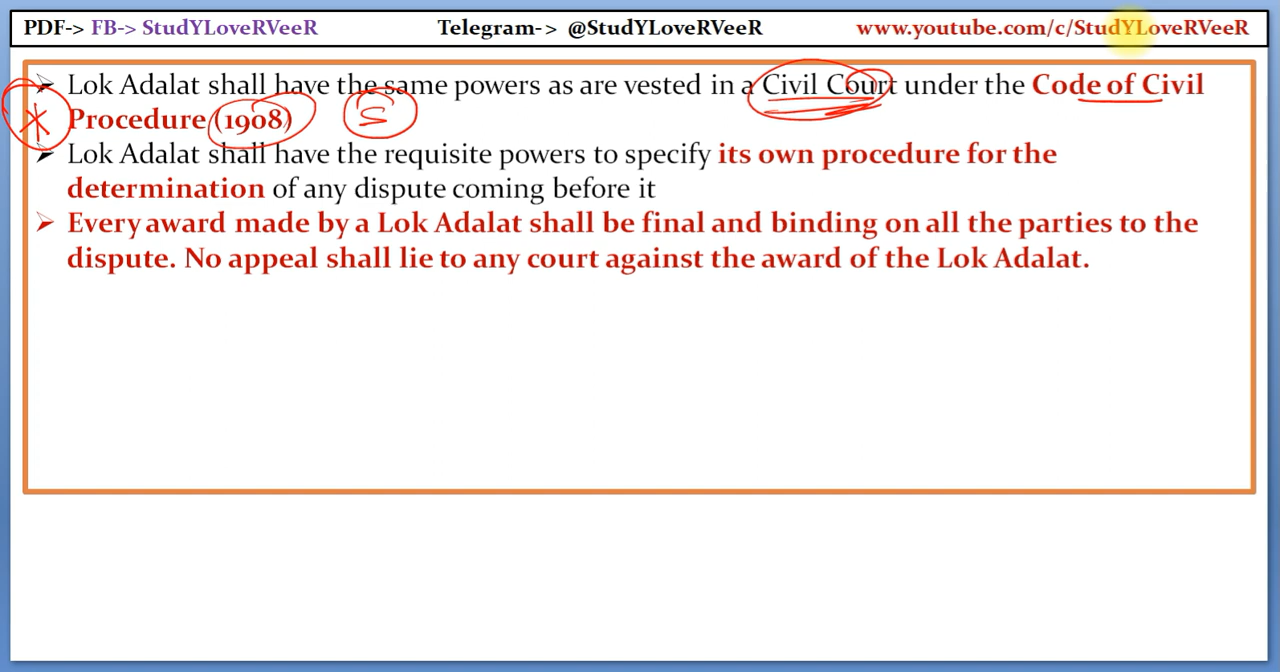 PDF-> FB-> StudYLoveRVeeR Telegram-> @StudYLoveRVeeR www.youtube.com/c/StudYLoveRVeeR
➢ Lok Adalat shall have the same powers as are vested in a Civil Court under the Code of Civil
Procedure (1908)
➢ Lok Adalat shall have the requisite powers to specify its own procedure for the
determination of any dispute coming before it
➢ Every award made by a Lok Adalat shall be final and binding on all the parties to the
dispute. No appeal shall lie to any court against the award of the Lok Adalat.